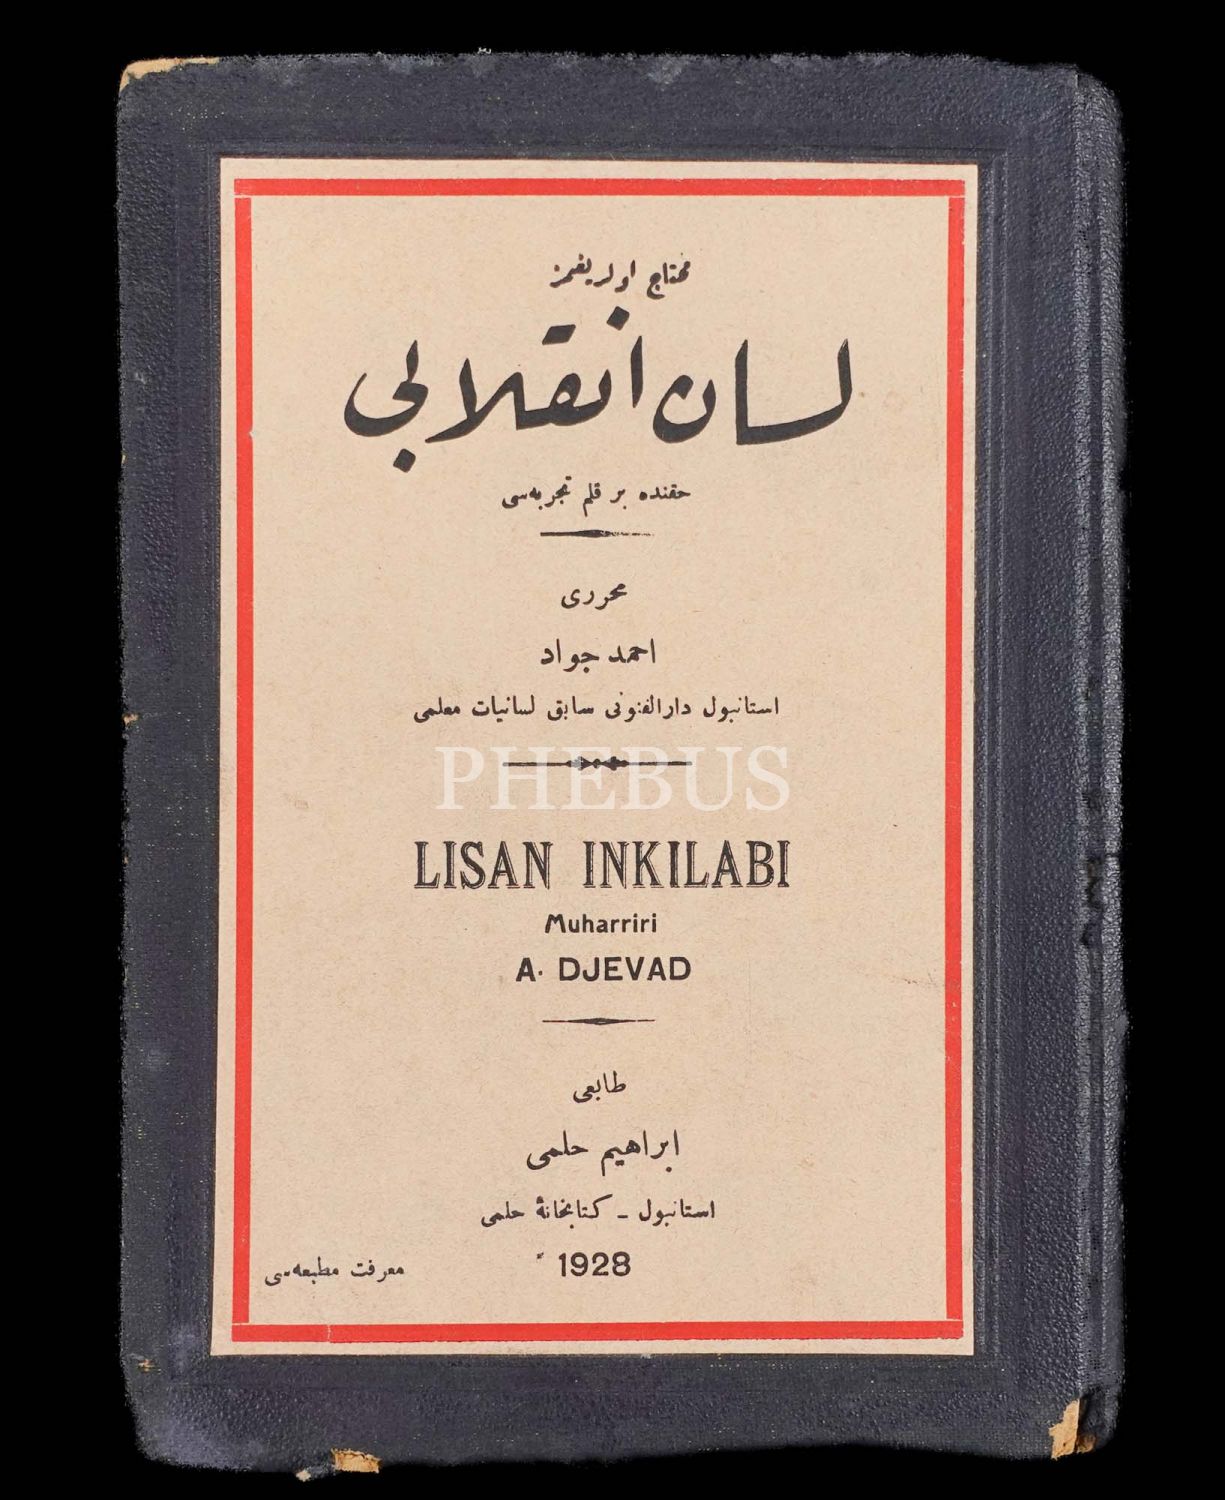 محتاج اولدیغمز
لسان انقلابی
حقنده بر قلم تجربه‌سی
محرری
احمد جواد
استانبول دارالفنونی سابق لسانیات معلمی
PHEBUS
LISAN INKILABI
Muharriri
A. DJEVAD
طابعی
ابراهیم حلمی
استانبول ـ کتابخانۀ حلمی
معرفت مطبعه‌سی
1928